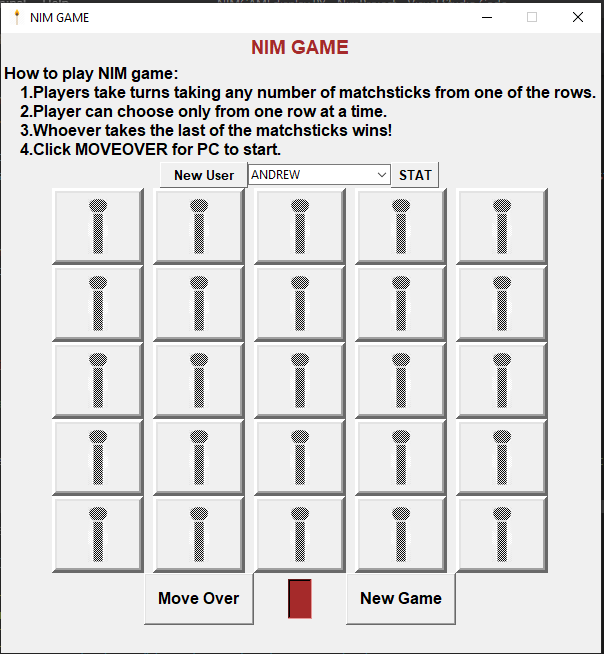 NIM GAME
NIM GAME
How to play NIM game:
1.Players take turns taking any number of matchsticks from one of the rows.
2.Player can choose only from one row at a time.
3.Whoever takes the last of the matchsticks wins!
4.Click MOVEOVER for PC to start.
New User ANDREW STAT
Move Over New Game